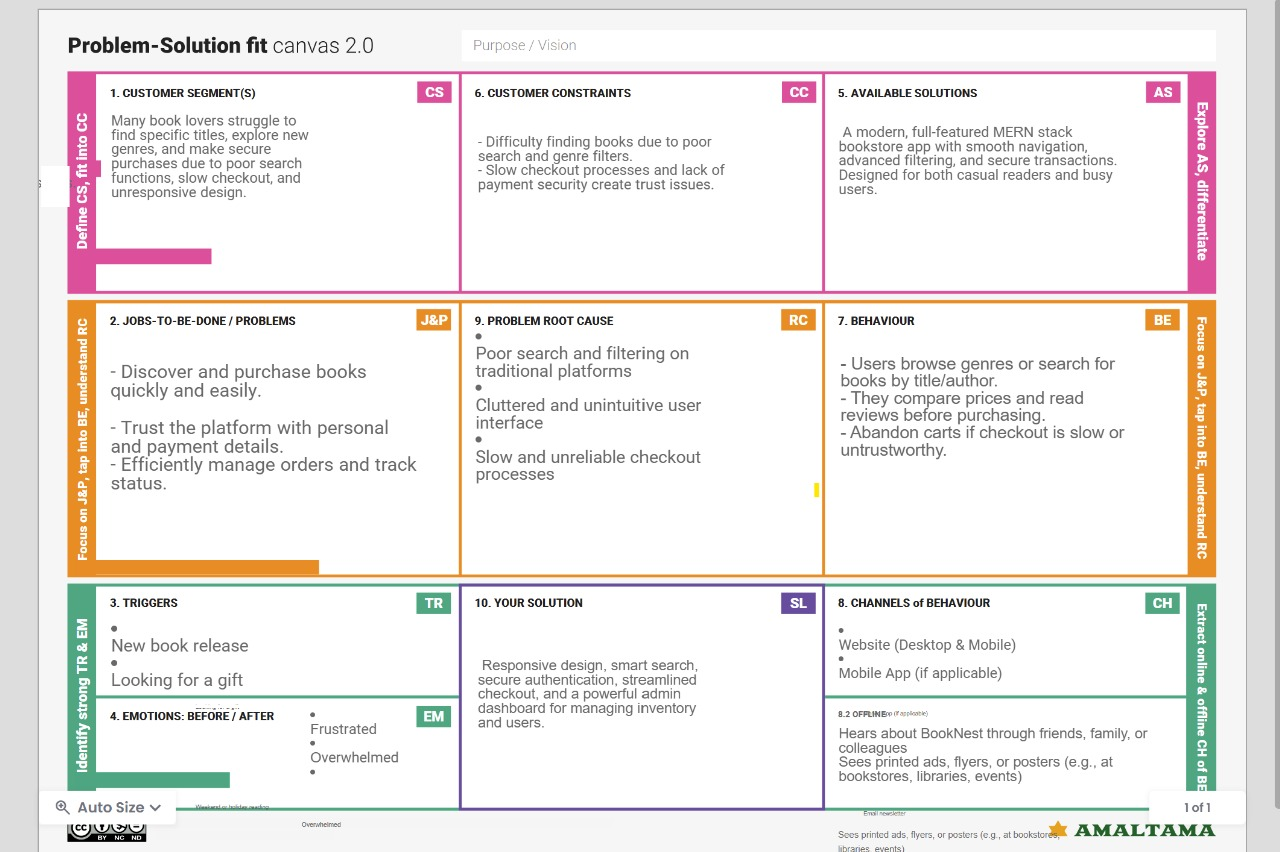 Problem-Solution fit canvas 2.0
Purpose / Vision
Define CS, fit into CC
1. CUSTOMER SEGMENT(S)
CS
Many book lovers struggle to
find specific titles, explore new
genres, and make secure
purchases due to poor search
functions, slow checkout, and
unresponsive design.
6. CUSTOMER CONSTRAINTS
CC
- Difficulty finding books due to poor
search and genre filters.
- Slow checkout processes and lack of
payment security create trust issues.
5. AVAILABLE SOLUTIONS
AS
A modern, full-featured MERN stack
bookstore app with smooth navigation,
advanced filtering, and secure transactions.
Designed for both casual readers and busy
users.
Explore AS, differentiate
Focus on J&P, tap into BE, understand RC
2. JOBS-TO-BE-DONE / PROBLEMS
J&P
- Discover and purchase books
quickly and easily.
- Trust the platform with personal
and payment details.
- Efficiently manage orders and track
status.
9. PROBLEM ROOT CAUSE
RC
•
Poor search and filtering on
traditional platforms
•
Cluttered and unintuitive user
interface
•
Slow and unreliable checkout
processes
7. BEHAVIOUR
BE
- Users browse genres or search for
books by title/author.
- They compare prices and read
reviews before purchasing.
- Abandon carts if checkout is slow or
untrustworthy.
Focus on J&P, tap into BE, understand RC
Identify strong TR & EM
3. TRIGGERS
TR
•
New book release
•
Looking for a gift
4. EMOTIONS: BEFORE / AFTER
EM
•
Frustrated
•
Overwhelmed
•
Weekend or holiday reading
Overwhelmed
10. YOUR SOLUTION
SL
Responsive design, smart search,
secure authentication, streamlined
checkout, and a powerful admin
dashboard for managing inventory
and users.
8. CHANNELS of BEHAVIOUR
CH
•
Website (Desktop & Mobile)
•
Mobile App (if applicable)
8.2 OFFLINE
(if applicable)
Hears about BookNest through friends, family, or
colleagues
Sees printed ads, flyers, or posters (e.g., at
bookstores, libraries, events)
Extract online & offline CH of BE
Email newsletter
Sees printed ads, flyers, or posters (e.g., at bookstores,
libraries, events)
Auto Size
1 of 1
cc
BY NC ND
AMALTAMA